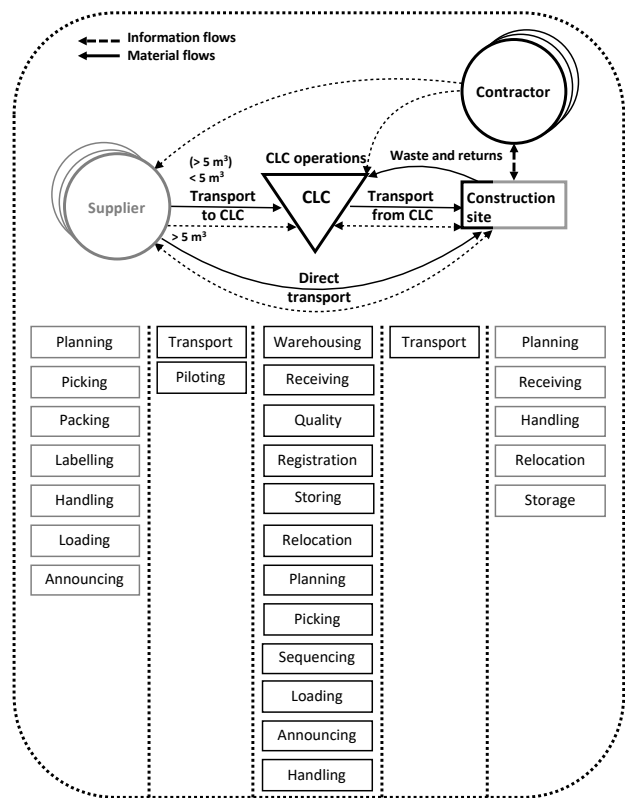 Information flows
Material flows
Contractor
(> 5 m³)
< 5 m³
CLC operations
Waste and returns
Supplier
Transport
to CLC
CLC
Transport
from CLC
Construction
site
> 5 m³
Direct
transport
Planning
Picking
Packing
Labelling
Handling
Loading
Announcing
Transport
Piloting
Warehousing
Receiving
Quality
Registration
Storing
Relocation
Planning
Picking
Sequencing
Loading
Announcing
Handling
Transport
Planning
Receiving
Handling
Relocation
Storage